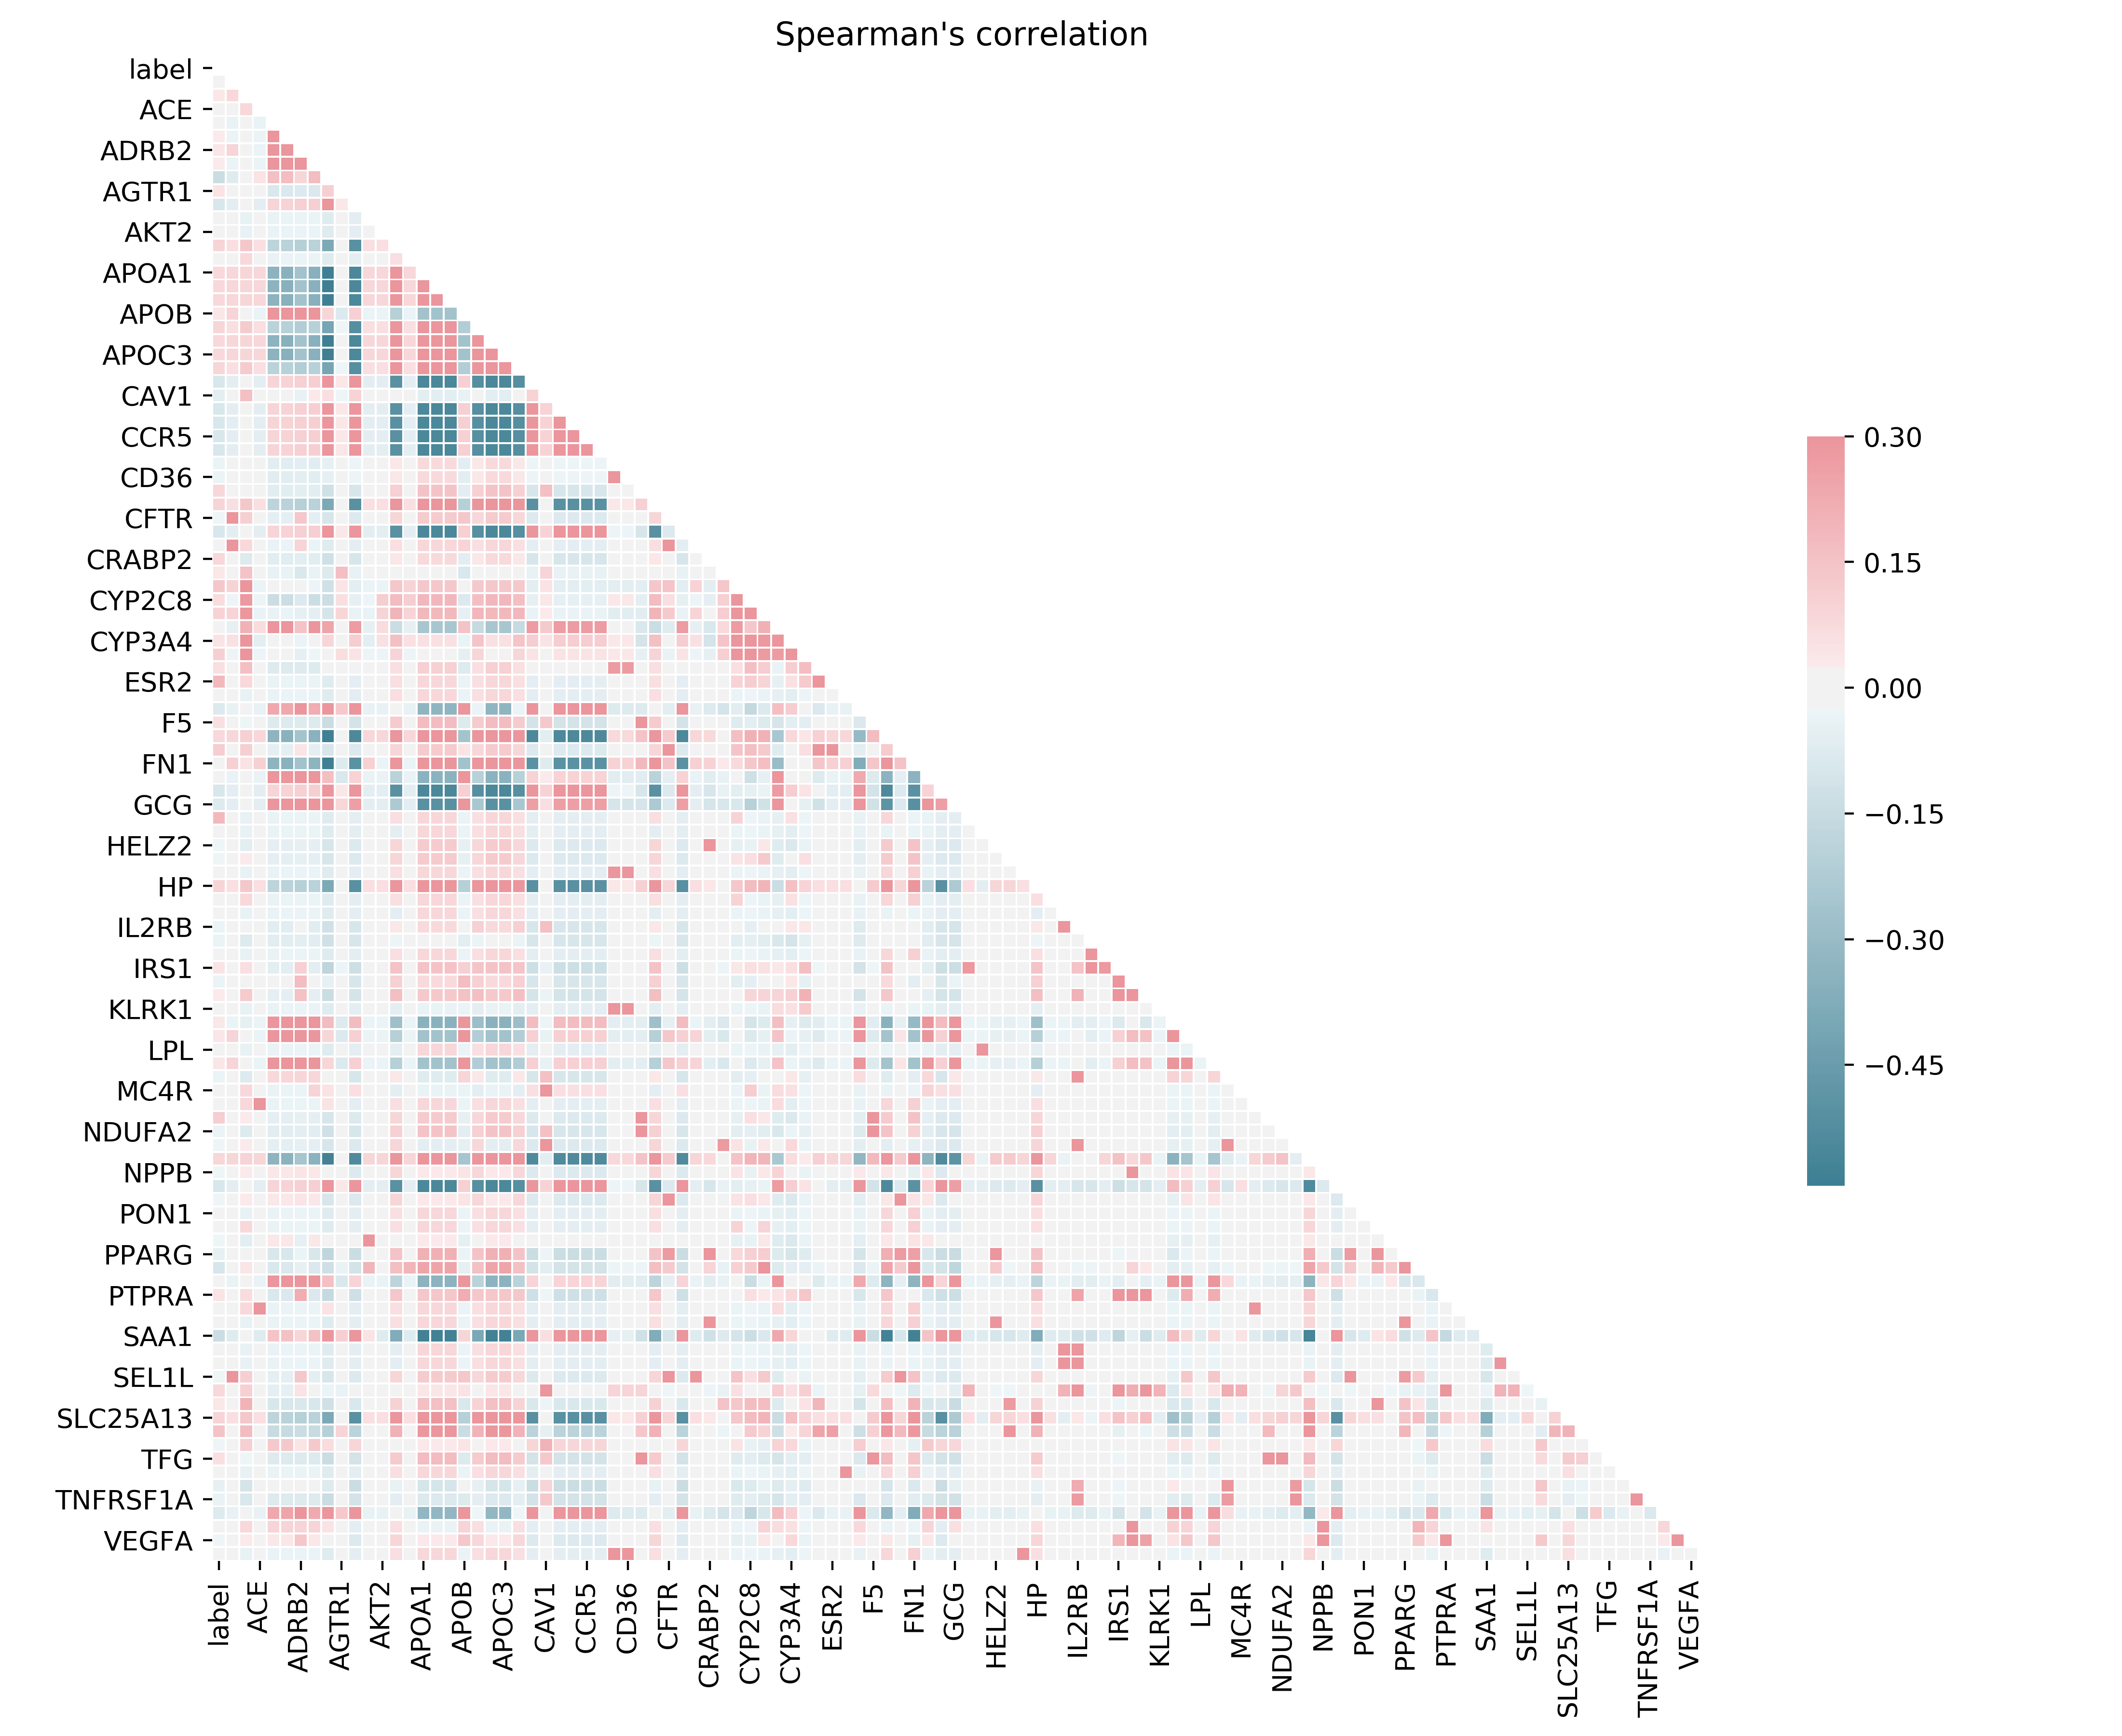 Spearman's correlation
label
ACE
ADRB2
AGTR1
AKT2
APOA1
APOB
APOC3
CAV1
CCR5
CD36
CFTR
CRABP2
CYP2C8
CYP3A4
ESR2
F5
FN1
GCG
HELZ2
HP
IL2RB
IRS1
KLRK1
LPL
MC4R
NDUFA2
NPPB
PON1
PPARG
PTPRA
SAA1
SEL1L
SLC25A13
TFG
TNFRSF1A
VEGFA
label
ACE
ADRB2
AGTR1
AKT2
APOA1
APOB
APOC3
CAV1
CCR5
CD36
CFTR
CRABP2
CYP2C8
CYP3A4
ESR2
F5
FN1
GCG
HELZ2
HP
IL2RB
IRS1
KLRK1
LPL
MC4R
NDUFA2
NPPB
PON1
PPARG
PTPRA
SAA1
SEL1L
SLC25A13
TFG
TNFRSF1A
VEGFA
0.30
0.15
0.00
−0.15
−0.30
−0.45